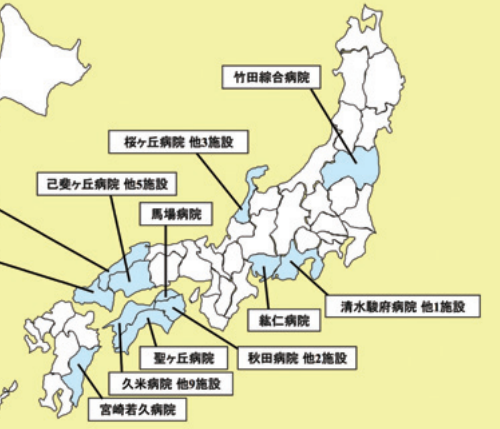 竹田綜合病院
桜ヶ丘病院 他3施設
己斐ヶ丘病院 他5施設
馬場病院
清水駿府病院 他1施設
紘仁病院
聖ヶ丘病院
秋田病院 他2施設
久米病院 他9施設
宮崎若久病院